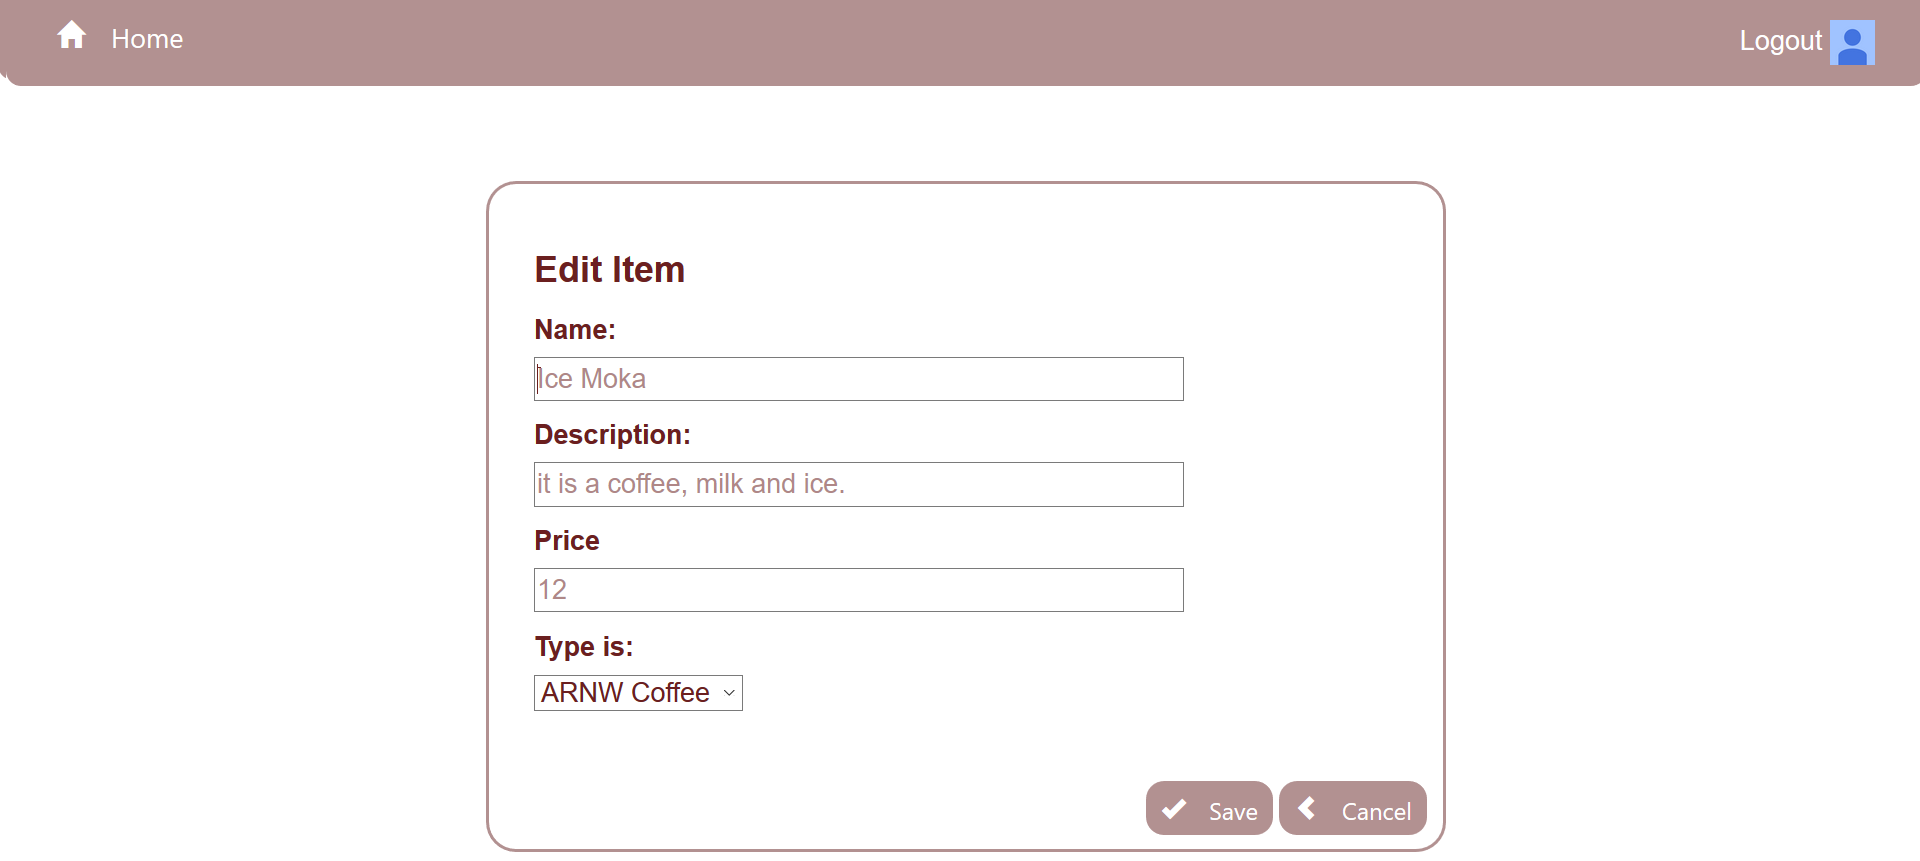 Home
Logout
Edit Item
Name:
Ice Moka
Description:
it is a coffee, milk and ice.
Price
12
Type is:
ARNW Coffee
Save
Cancel